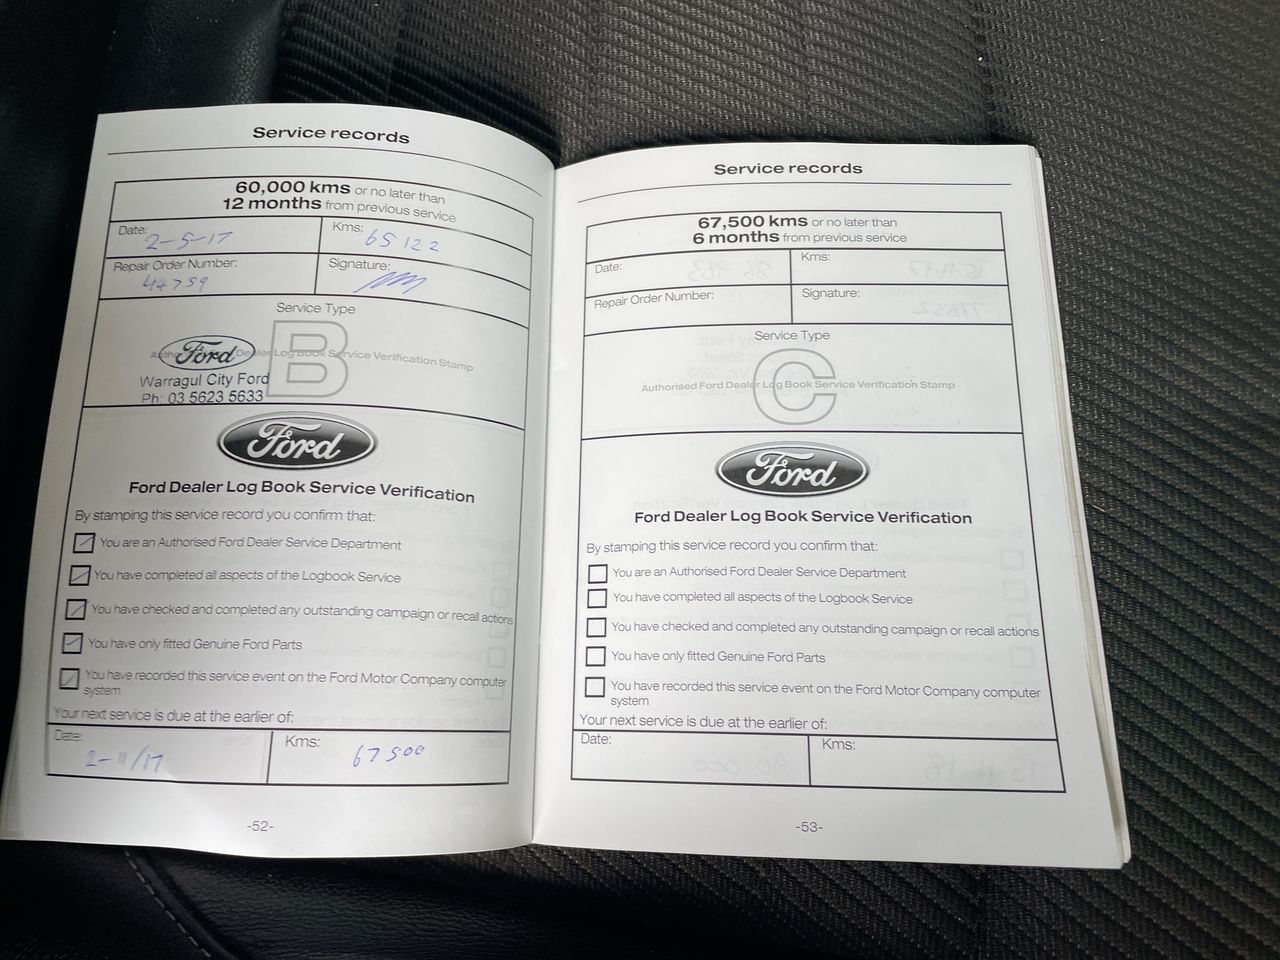 Service records
60,000 kms or no later than
12 months from previous service
Date: 2-5-17
Kms: 65122
Repair Order Number: 44759
Signature:
Service Type
B
Authorised Ford Dealer Log Book Service Verification Stamp
Ford
Warragul City Ford
Ph: 03 5623 5633
Ford
Ford Dealer Log Book Service Verification
By stamping this service record you confirm that:
You are an Authorised Ford Dealer Service Department
You have completed all aspects of the Logbook Service
You have checked and completed any outstanding campaign or recall actions
You have only fitted Genuine Ford Parts
You have recorded this service event on the Ford Motor Company computer
system
Your next service is due at the earlier of:
Date: 2-11/17
Kms: 67500
-52-
Service records
67,500 kms or no later than
6 months from previous service
Date:
Kms:
Repair Order Number:
Signature:
Service Type
C
Authorised Ford Dealer Log Book Service Verification Stamp
Ford
Ford Dealer Log Book Service Verification
By stamping this service record you confirm that:
You are an Authorised Ford Dealer Service Department
You have completed all aspects of the Logbook Service
You have checked and completed any outstanding campaign or recall actions
You have only fitted Genuine Ford Parts
You have recorded this service event on the Ford Motor Company computer
system
Your next service is due at the earlier of:
Date:
Kms:
-53-